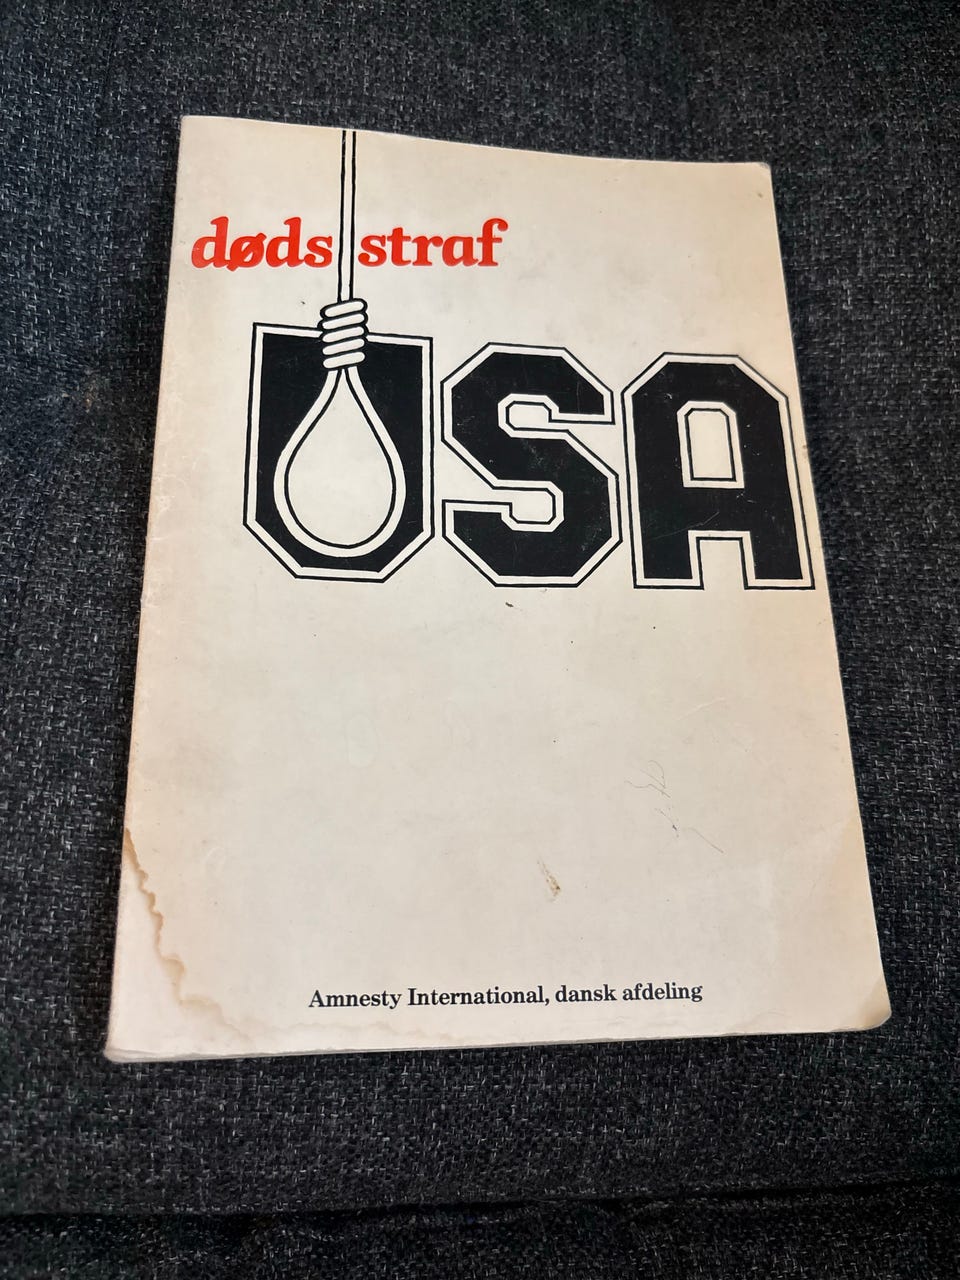 døds straf
USA
Amnesty International, dansk afdeling